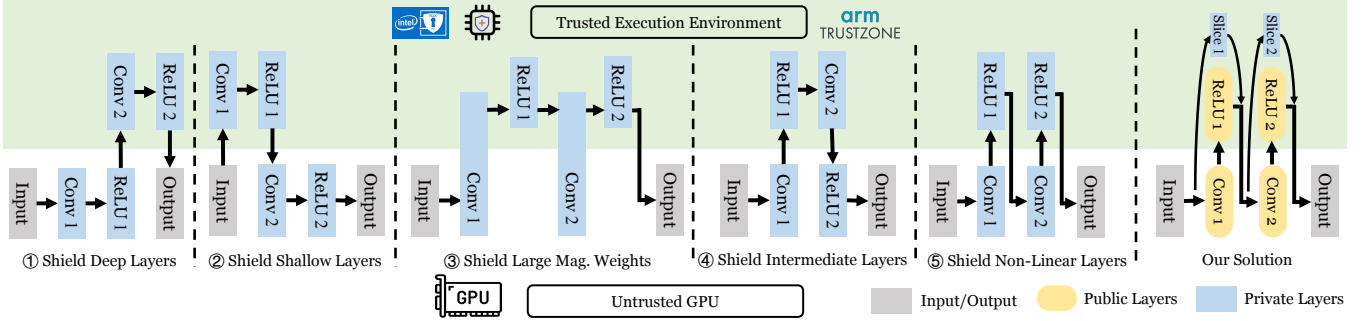 intel
Trusted Execution Environment
arm
TRUSTZONE
Input
Conv 1
ReLU 1
Conv 2
ReLU 2
Output
① Shield Deep Layers
Input
Conv 1
ReLU 1
Conv 2
ReLU 2
Output
② Shield Shallow Layers
Input
Conv 1
ReLU 1
Conv 2
ReLU 2
Output
③ Shield Large Mag. Weights
Input
Conv 1
ReLU 1
Conv 2
ReLU 2
Output
④ Shield Intermediate Layers
Input
Conv 1
ReLU 1
Conv 2
ReLU 2
Output
⑤ Shield Non-Linear Layers
Input
Conv 1
ReLU 1
Slice 1
Conv 2
ReLU 2
Slice 2
Output
Our Solution
GPU
Untrusted GPU
Input/Output
Public Layers
Private Layers